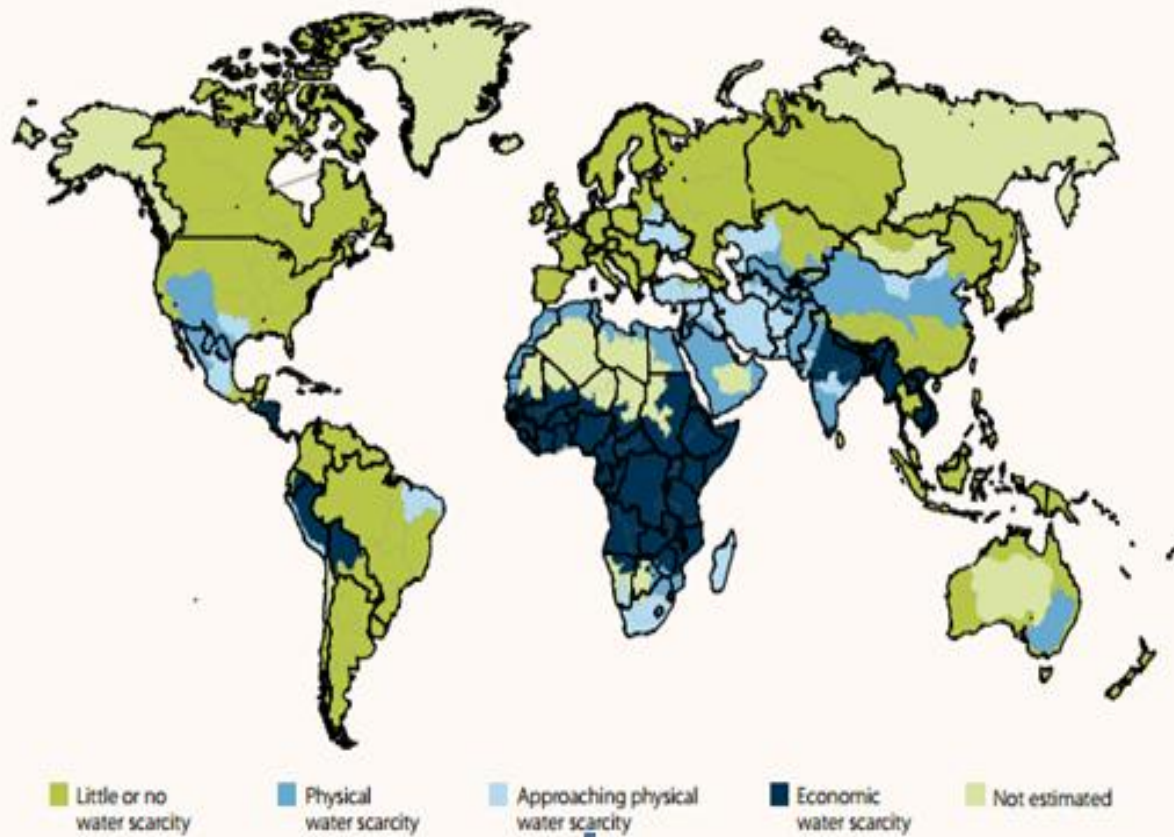 Little or no
water scarcity
Physical
water scarcity
Approaching physical
water scarcity
Economic
water scarcity
Not estimated